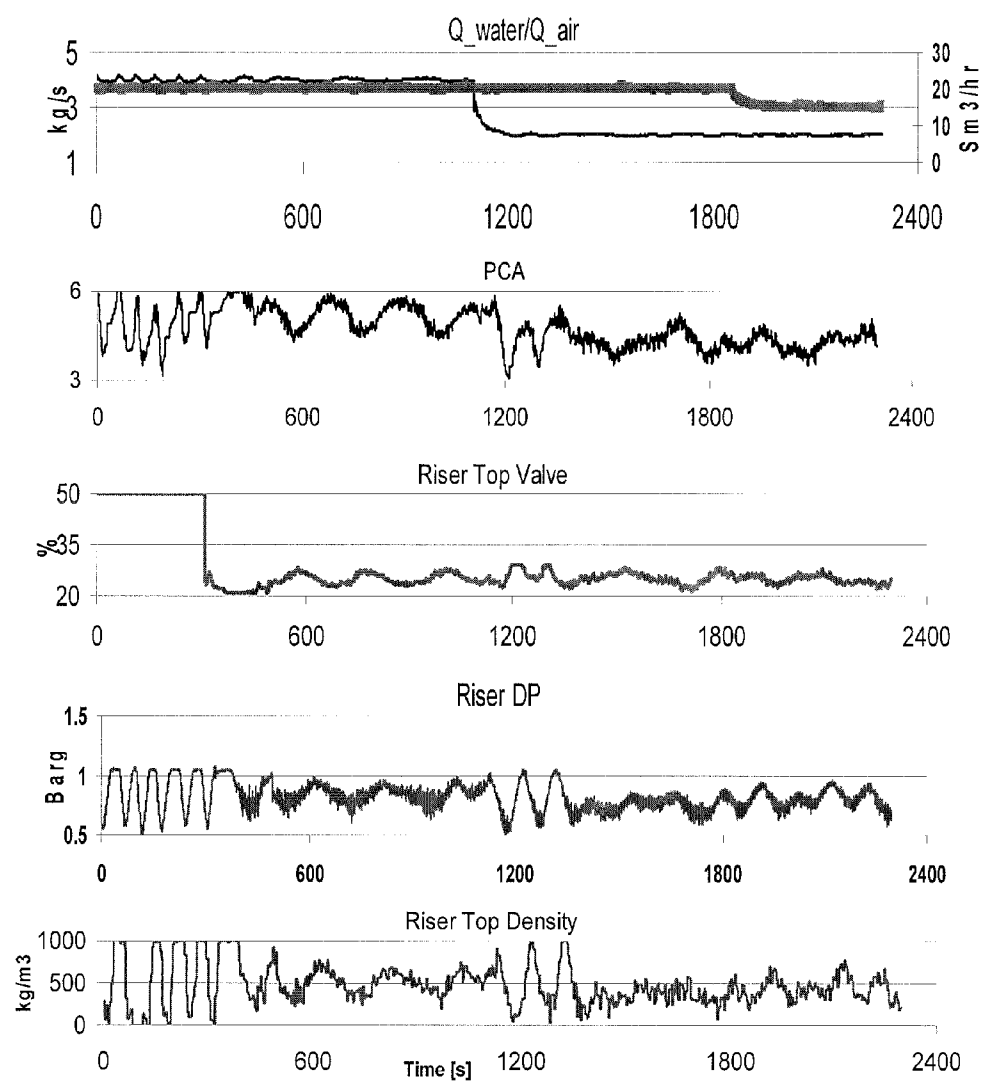 Q_water/Q_air
5 30
20
3
10
1 0
kg/s
Sm3/hr
0 600 1200 1800 2400
PCA
6
3
0 600 1200 1800 2400
Riser Top Valve
50
35
20
%
0 600 1200 1800 2400
Riser DP
1.5
1
0.5
Barg
0 600 1200 1800 2400
Riser Top Density
1000
500
0
kg/m3
0 600 1200 1800 2400
Time [s]